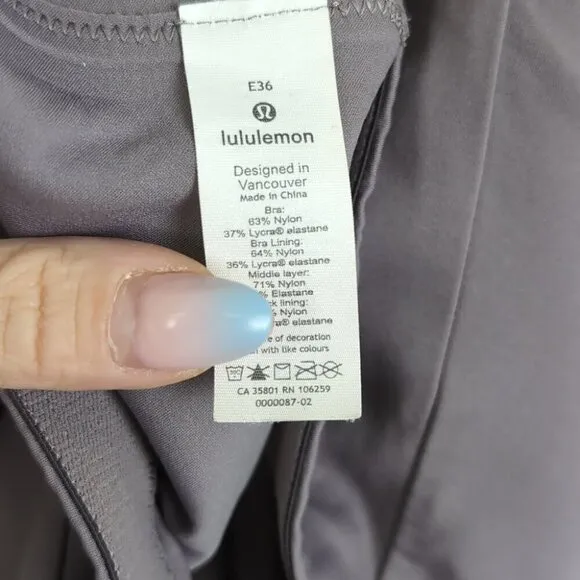 E36
lululemon
Designed in
Vancouver
Made in China
Bra:
63% Nylon
37% Lycra® elastane
Bra Lining:
64% Nylon
36% Lycra® elastane
Middle layer:
71% Nylon
% Elastane
lining:
% Nylon
elastane
of decoration
with like colours
CA 35801 RN 106259
0000087-02